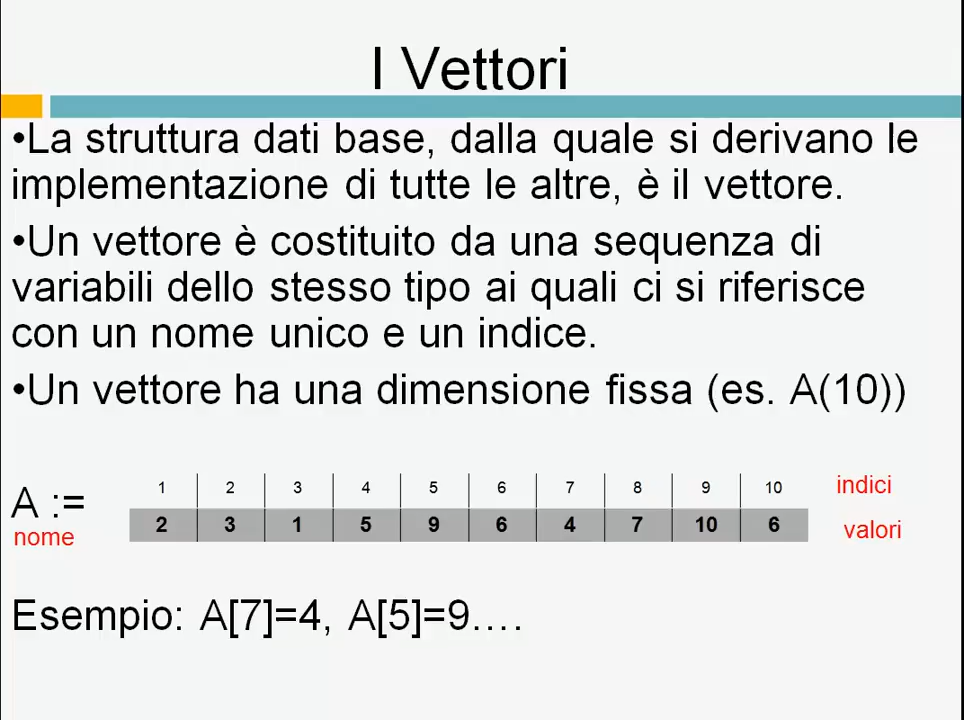 I Vettori
•La struttura dati base, dalla quale si derivano le
implementazione di tutte le altre, è il vettore.
•Un vettore è costituito da una sequenza di
variabili dello stesso tipo ai quali ci si riferisce
con un nome unico e un indice.
•Un vettore ha una dimensione fissa (es. A(10))
1 2 3 4 5 6 7 8 9 10 indici
A :=
2 3 1 5 9 6 4 7 10 6 valori
nome
Esempio: A[7]=4, A[5]=9….